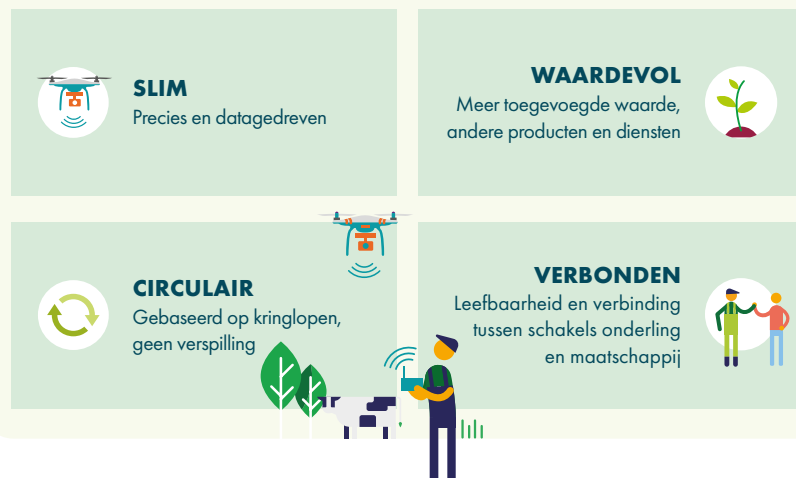 SLIM
Precies en datagedreven
WAARDEVOL
Meer toegevoegde waarde,
andere producten en diensten
CIRCULAIR
Gebaseerd op kringlopen,
geen verspilling
VERBONDEN
Leefbaarheid en verbinding
tussen schakels onderling
en maatschappij